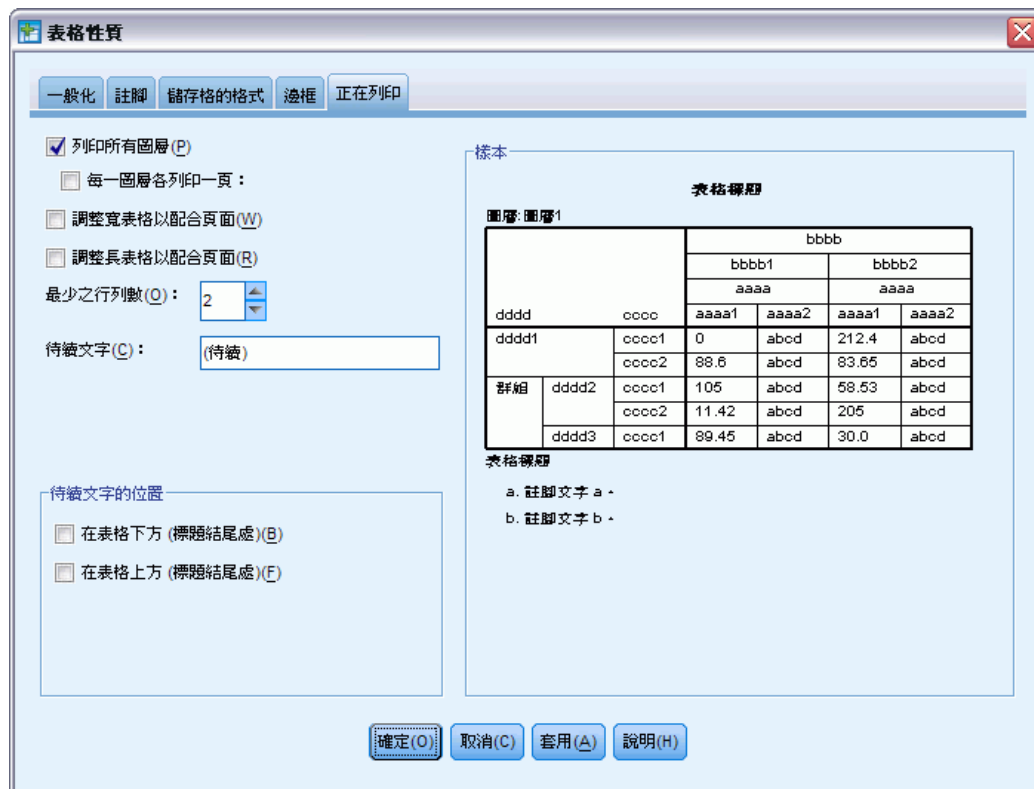 表格性質
一般化 註腳 儲存格的格式 邊框 正在列印
列印所有圖層(P)
每一圖層各列印一頁：
調整寬表格以配合頁面(W)
調整長表格以配合頁面(R)
最少之行列數(O)： 2
待續文字(C)： (待續)
待續文字的位置
在表格下方 (標題結尾處)(B)
在表格上方 (標題結尾處)(F)
樣本
表格標題
圖層:圖層1
bbbb
bbbb1 bbbb2
aaaa aaaa
dddd cccc aaaa1 aaaa2 aaaa1 aaaa2
dddd1 cccc1 0 abcd 212.4 abcd
cccc2 88.6 abcd 83.65 abcd
群組 dddd2 cccc1 105 abcd 58.53 abcd
cccc2 11.42 abcd 205 abcd
dddd3 cccc1 89.45 abcd 30.0 abcd
表格標題
a. 註腳文字 a。
b. 註腳文字 b。
確定(O) 取消(C) 套用(A) 說明(H)